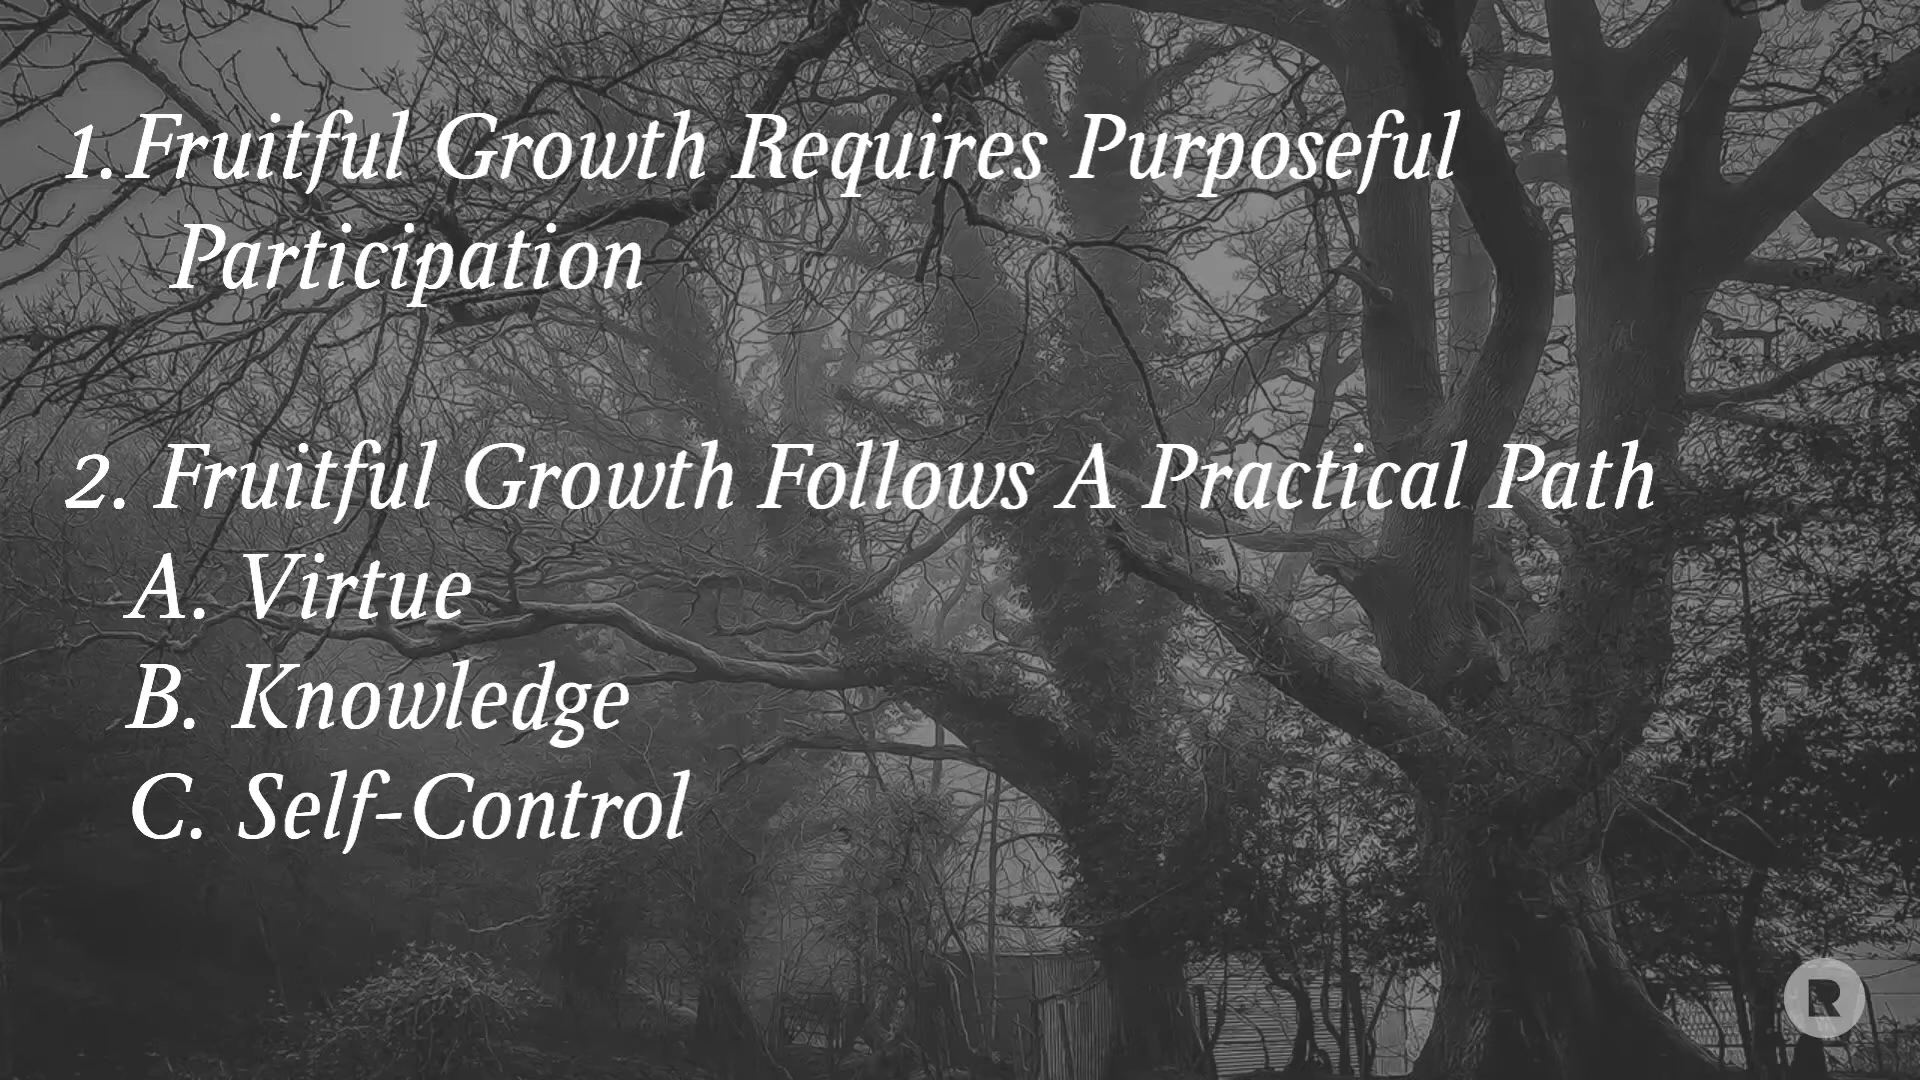 1. Fruitful Growth Requires Purposeful
Participation
2. Fruitful Growth Follows A Practical Path
A. Virtue
B. Knowledge
C. Self-Control
R